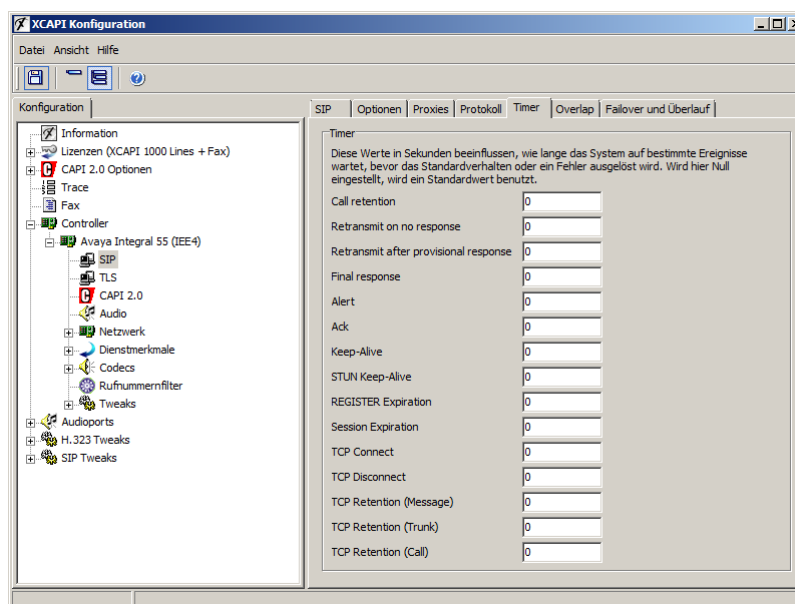 XCAPI Konfiguration
Datei Ansicht Hilfe
Konfiguration
Information
Lizenzen (XCAPI 1000 Lines + Fax)
CAPI 2.0 Optionen
Trace
Fax
Controller
Avaya Integral 55 (IEE4)
SIP
TLS
CAPI 2.0
Audio
Netzwerk
Dienstmerkmale
Codecs
Rufnummernfilter
Tweaks
Audioports
H.323 Tweaks
SIP Tweaks
SIP Optionen Proxies Protokoll Timer Overlap Failover und Überlauf
Timer
Diese Werte in Sekunden beeinflussen, wie lange das System auf bestimmte Ereignisse
wartet, bevor das Standardverhalten oder ein Fehler ausgelöst wird. Wird hier Null
eingestellt, wird ein Standardwert benutzt.
Call retention 0
Retransmit on no response 0
Retransmit after provisional response 0
Final response 0
Alert 0
Ack 0
Keep-Alive 0
STUN Keep-Alive 0
REGISTER Expiration 0
Session Expiration 0
TCP Connect 0
TCP Disconnect 0
TCP Retention (Message) 0
TCP Retention (Trunk) 0
TCP Retention (Call) 0